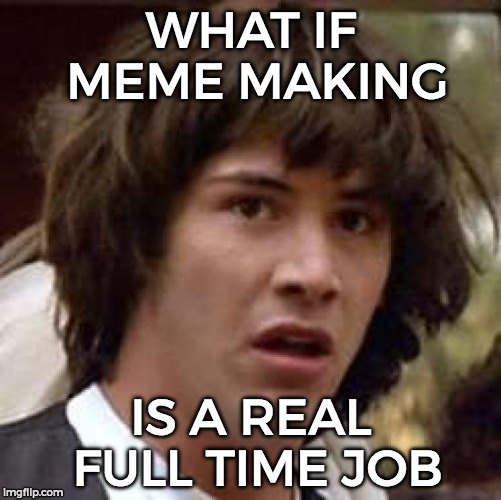 WHAT IF
MEME MAKING
IS A REAL
FULL TIME JOB
imgflip.com